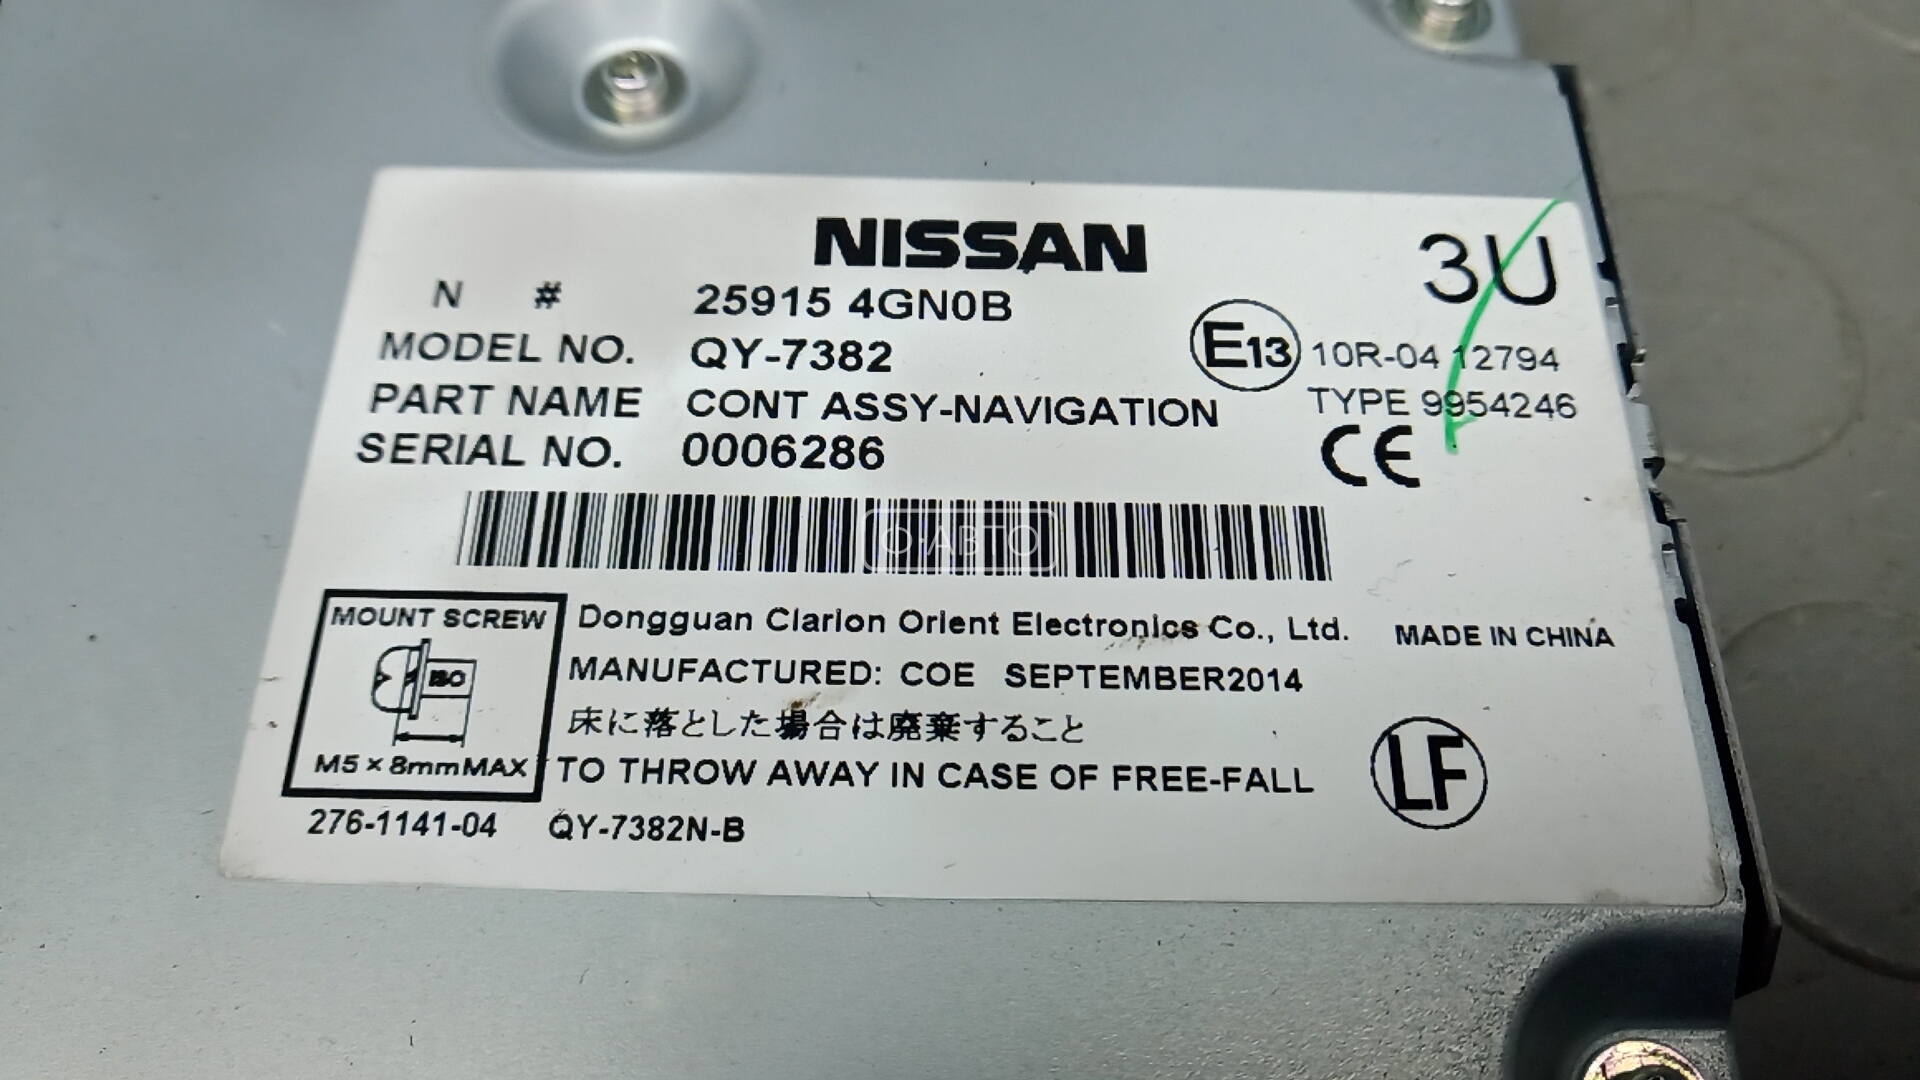 NISSAN
3U
N # 25915 4GN0B
MODEL NO. QY-7382
E13 10R-04 12794
PART NAME CONT ASSY-NAVIGATION
TYPE 9954246
SERIAL NO. 0006286
CE
О-АВТО
MOUNT SCREW
ISO
M5 × 8mmMAX
Dongguan Clarion Orient Electronics Co., Ltd. MADE IN CHINA
MANUFACTURED: COE SEPTEMBER2014
床に落とした場合は廃棄すること
TO THROW AWAY IN CASE OF FREE-FALL
LF
276-1141-04 QY-7382N-B